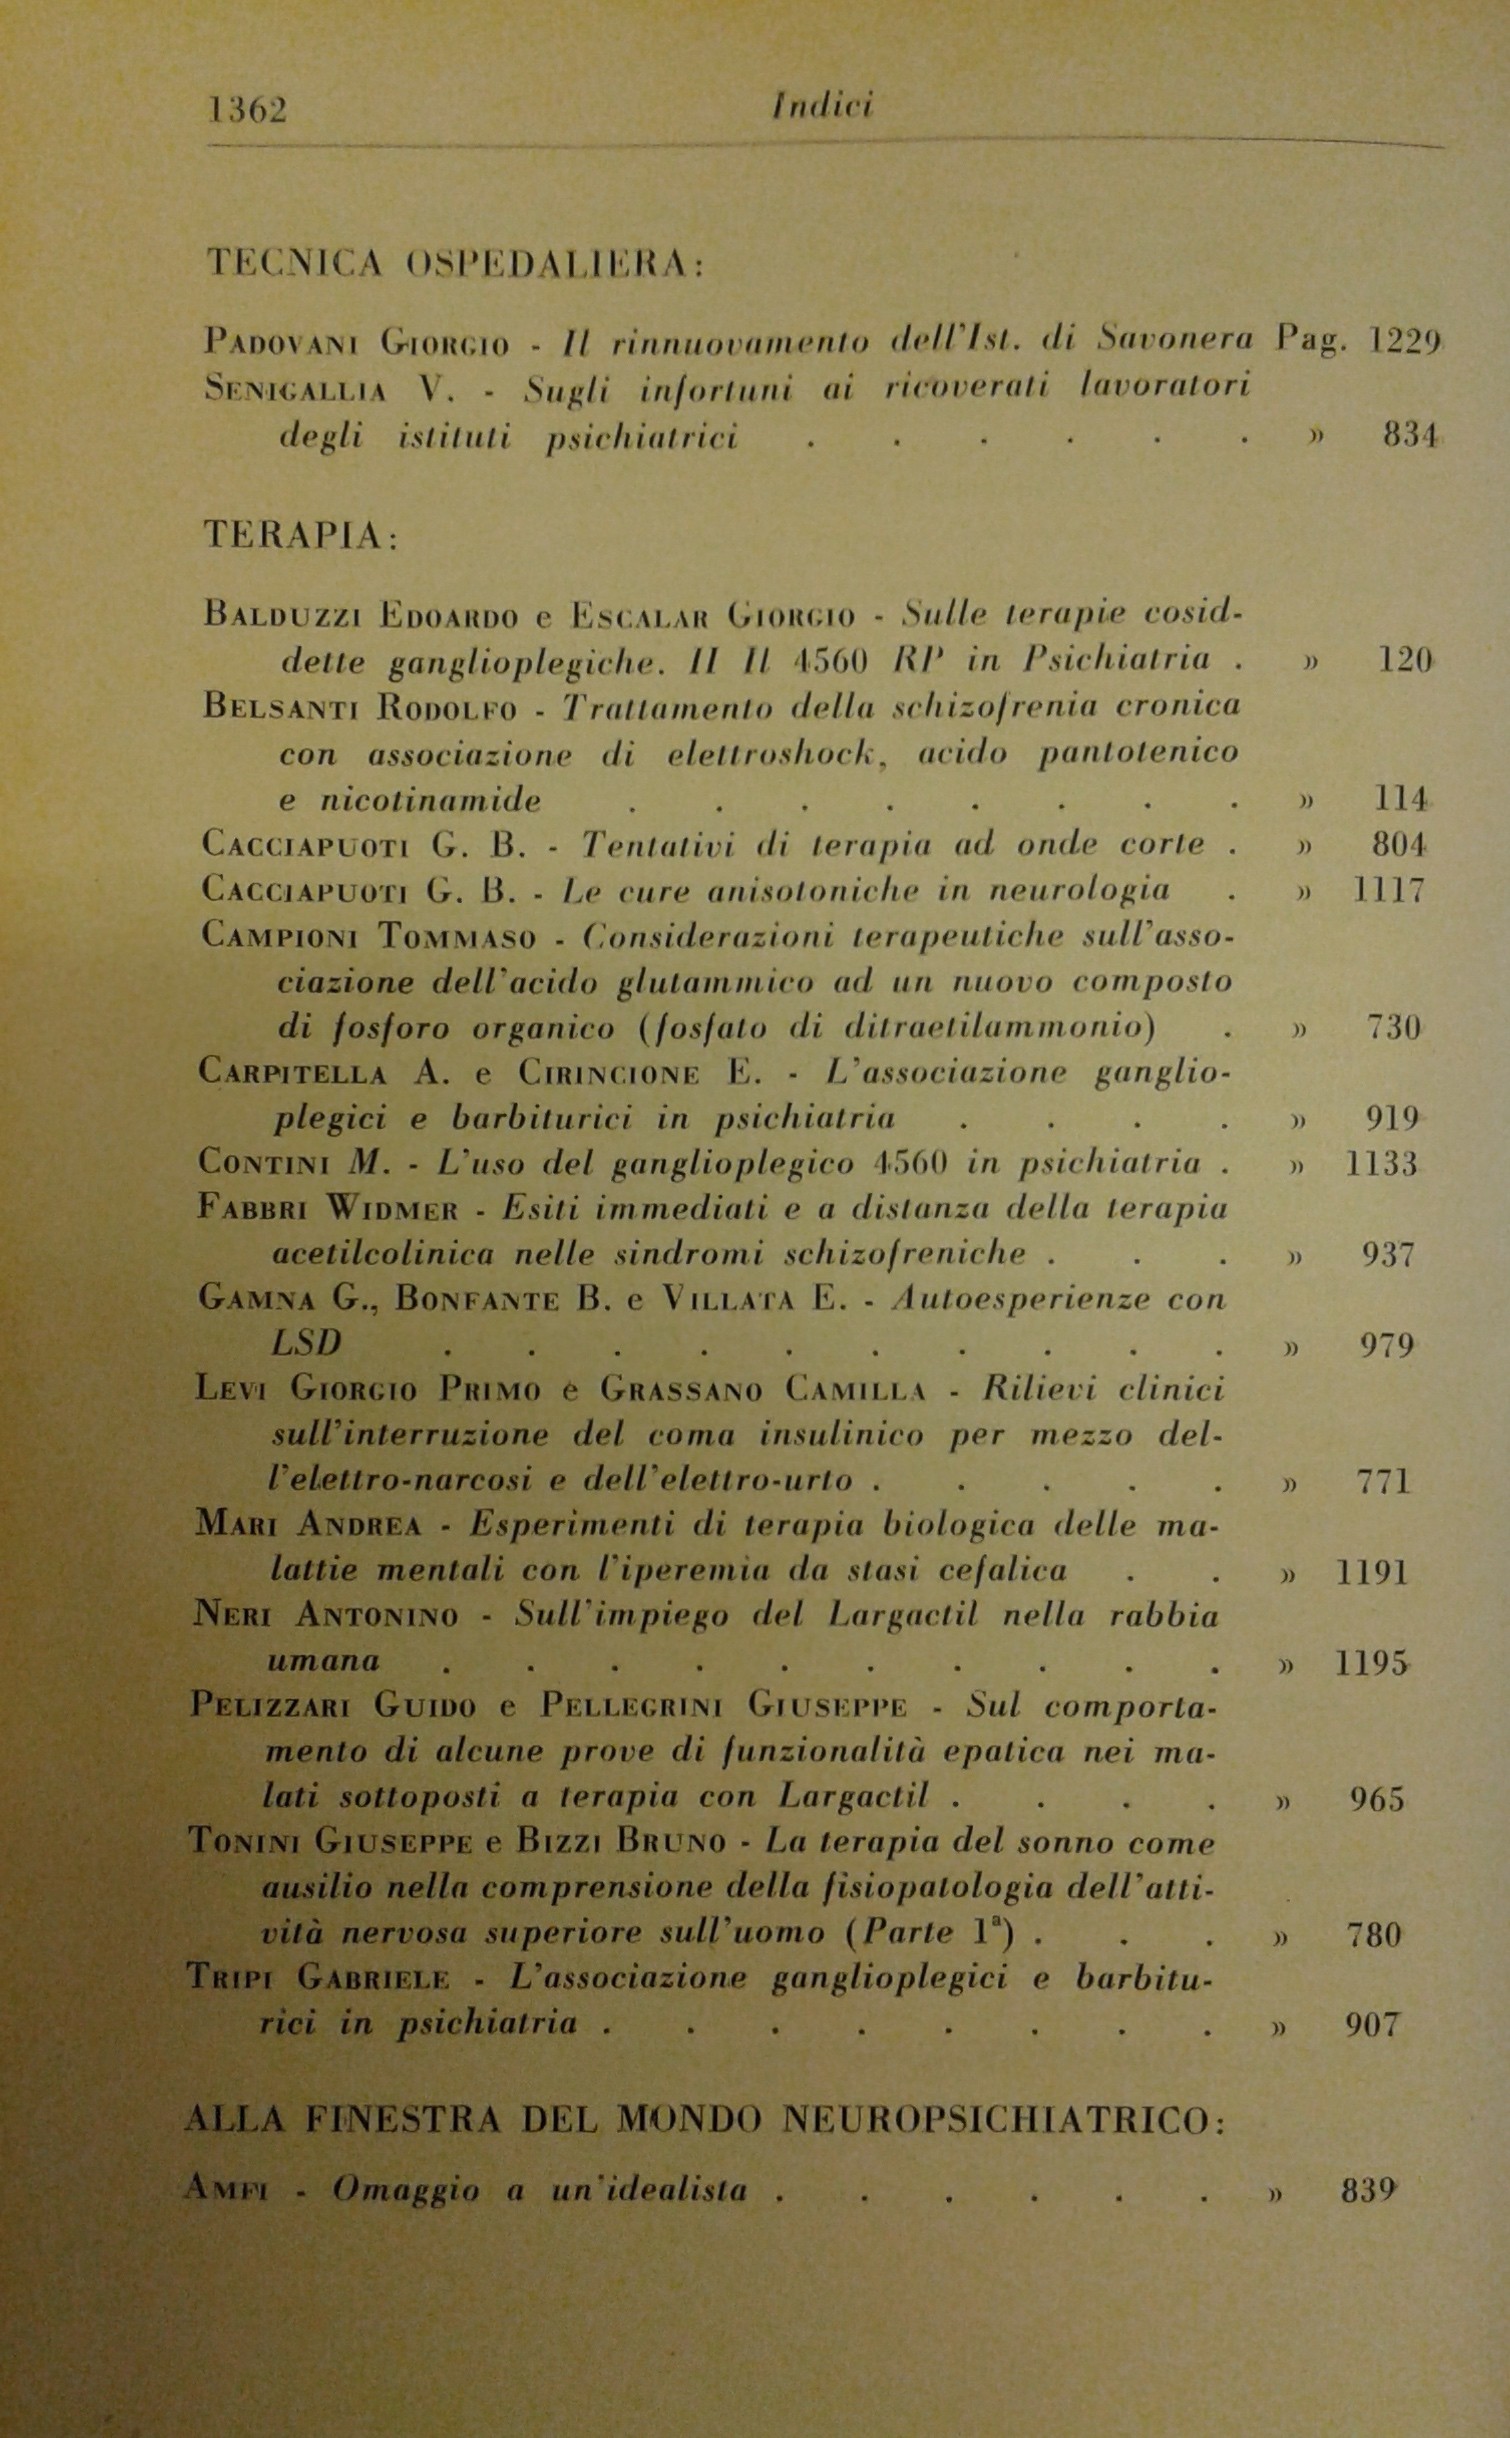 1362 Indici
TECNICA OSPEDALIERA:
PADOVANI GIORGIO - Il rinnuovamento dell'Ist. di Savonera Pag. 1229
SENIGALLIA V. - Sugli infortuni ai ricoverati lavoratori
degli istituti psichiatrici . . . . . . » 834
TERAPIA:
BALDUZZI EDOARDO e ESCALAR GIORGIO - Sulle terapie cosid-
dette ganglioplegiche. II Il 4560 RP in Psichiatria . » 120
BELSANTI RODOLFO - Trattamento della schizofrenia cronica
con associazione di elettroshock, acido pantotenico
e nicotinamide . . . . . . . . » 114
CACCIAPUOTI G. B. - Tentativi di terapia ad onde corte . » 804
CACCIAPUOTI G. B. - Le cure anisotoniche in neurologia . » 1117
CAMPIONI TOMMASO - Considerazioni terapeutiche sull'asso-
ciazione dell'acido glutammico ad un nuovo composto
di fosforo organico (fosfato di ditraetilammonio) . » 730
CARPITELLA A. e CIRINCIONE E. - L'associazione ganglio-
plegici e barbiturici in psichiatria . . . . » 919
CONTINI M. - L'uso del ganglioplegico 4560 in psichiatria . » 1133
FABBRI WIDMER - Esiti immediati e a distanza della terapia
acetilcolinica nelle sindromi schizofreniche . . . » 937
GAMNA G., BONFANTE B. e VILLATA E. - Autoesperienze con
LSD . . . . . . . . . . » 979
LEVI GIORGIO PRIMO e GRASSANO CAMILLA - Rilievi clinici
sull'interruzione del coma insulinico per mezzo del-
l'elettro-narcosi e dell'elettro-urto . . . . . » 771
MARI ANDREA - Esperimenti di terapia biologica delle ma-
lattie mentali con l'iperemia da stasi cefalica . . » 1191
NERI ANTONINO - Sull'impiego del Largactil nella rabbia
umana . . . . . . . . . . » 1195
PELIZZARI GUIDO e PELLEGRINI GIUSEPPE - Sul comporta-
mento di alcune prove di funzionalità epatica nei ma-
lati sottoposti a terapia con Largactil . . . . » 965
TONINI GIUSEPPE e BIZZI BRUNO - La terapia del sonno come
ausilio nella comprensione della fisiopatologia dell'atti-
vità nervosa superiore sull'uomo (Parte 1ª) . . . » 780
TRIPI GABRIELE - L'associazione ganglioplegici e barbitu-
rici in psichiatria . . . . . . . . » 907
ALLA FINESTRA DEL MONDO NEUROPSICHIATRICO:
AMFI - Omaggio a un'idealista . . . . . . » 839